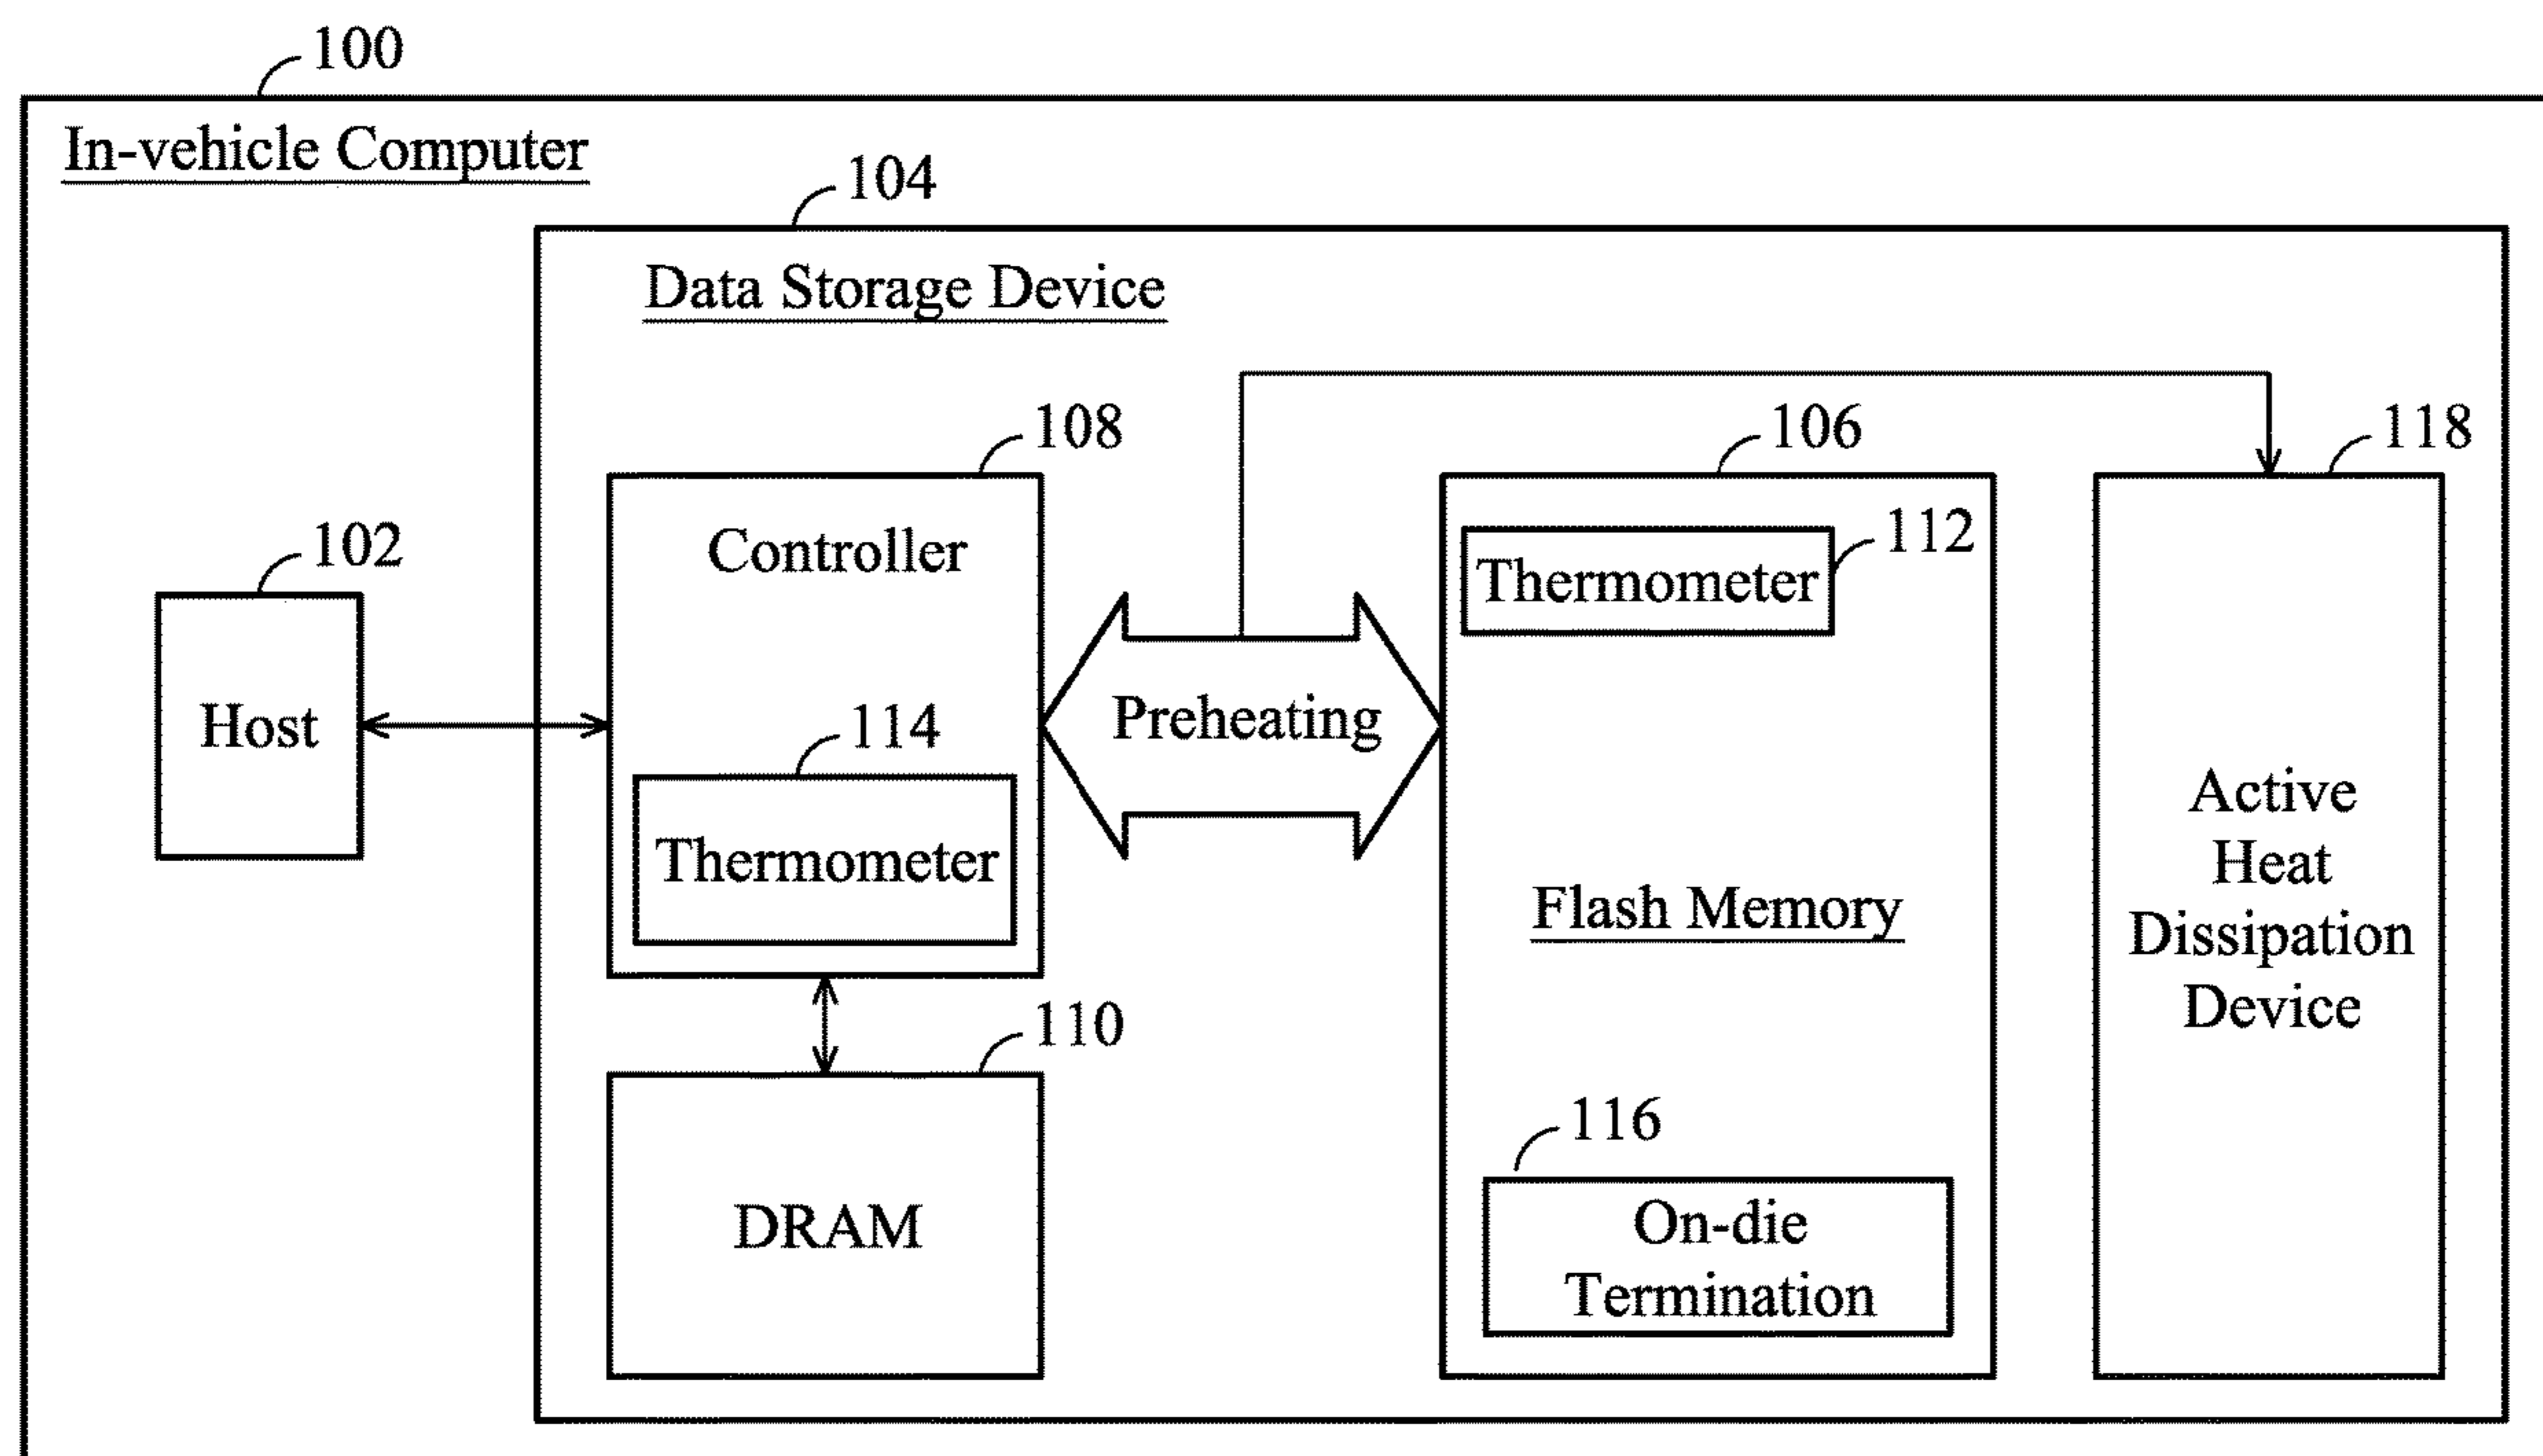 100
In-vehicle Computer
104
Data Storage Device
108
106
118
102
Controller
Thermometer
112
Host
114
Thermometer
Preheating
Flash Memory
Active
Heat
Dissipation
Device
110
DRAM
116
On-die
Termination